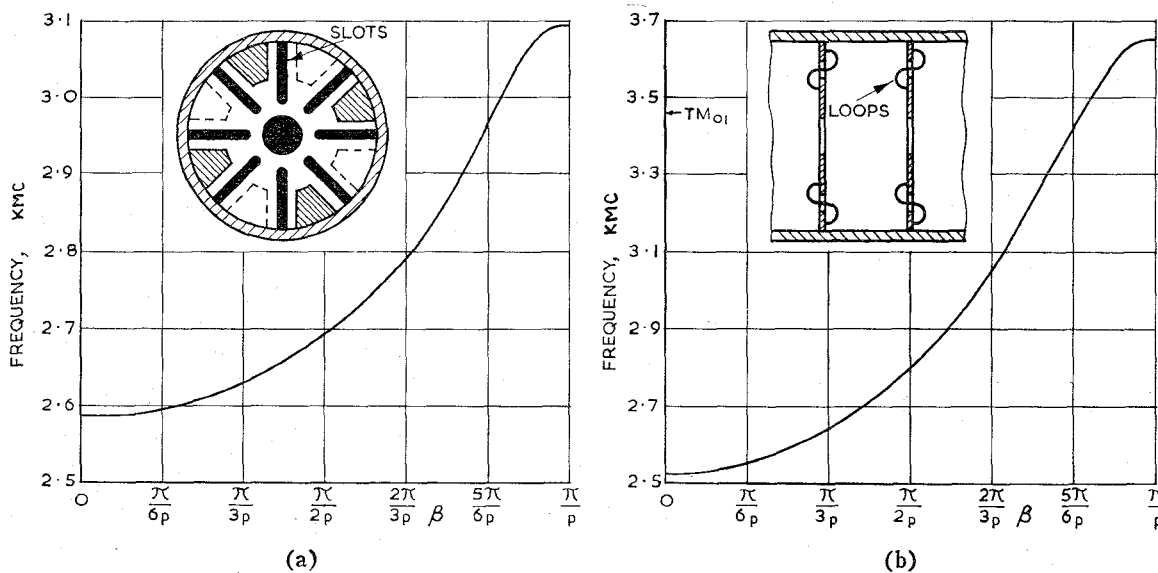 3·1
3·0
2·9
2·8
2·7
2·6
2·5
FREQUENCY, KMC
SLOTS
0
π/6p
π/3p
π/2p
2π/3p
β
5π/6p
π/p
(a)
3·7
3·5
3·3
3·1
2·9
2·7
2·5
FREQUENCY, KMC
TM₀₁
LOOPS
0
π/6p
π/3p
π/2p
2π/3p
β
5π/6p
π/p
(b)